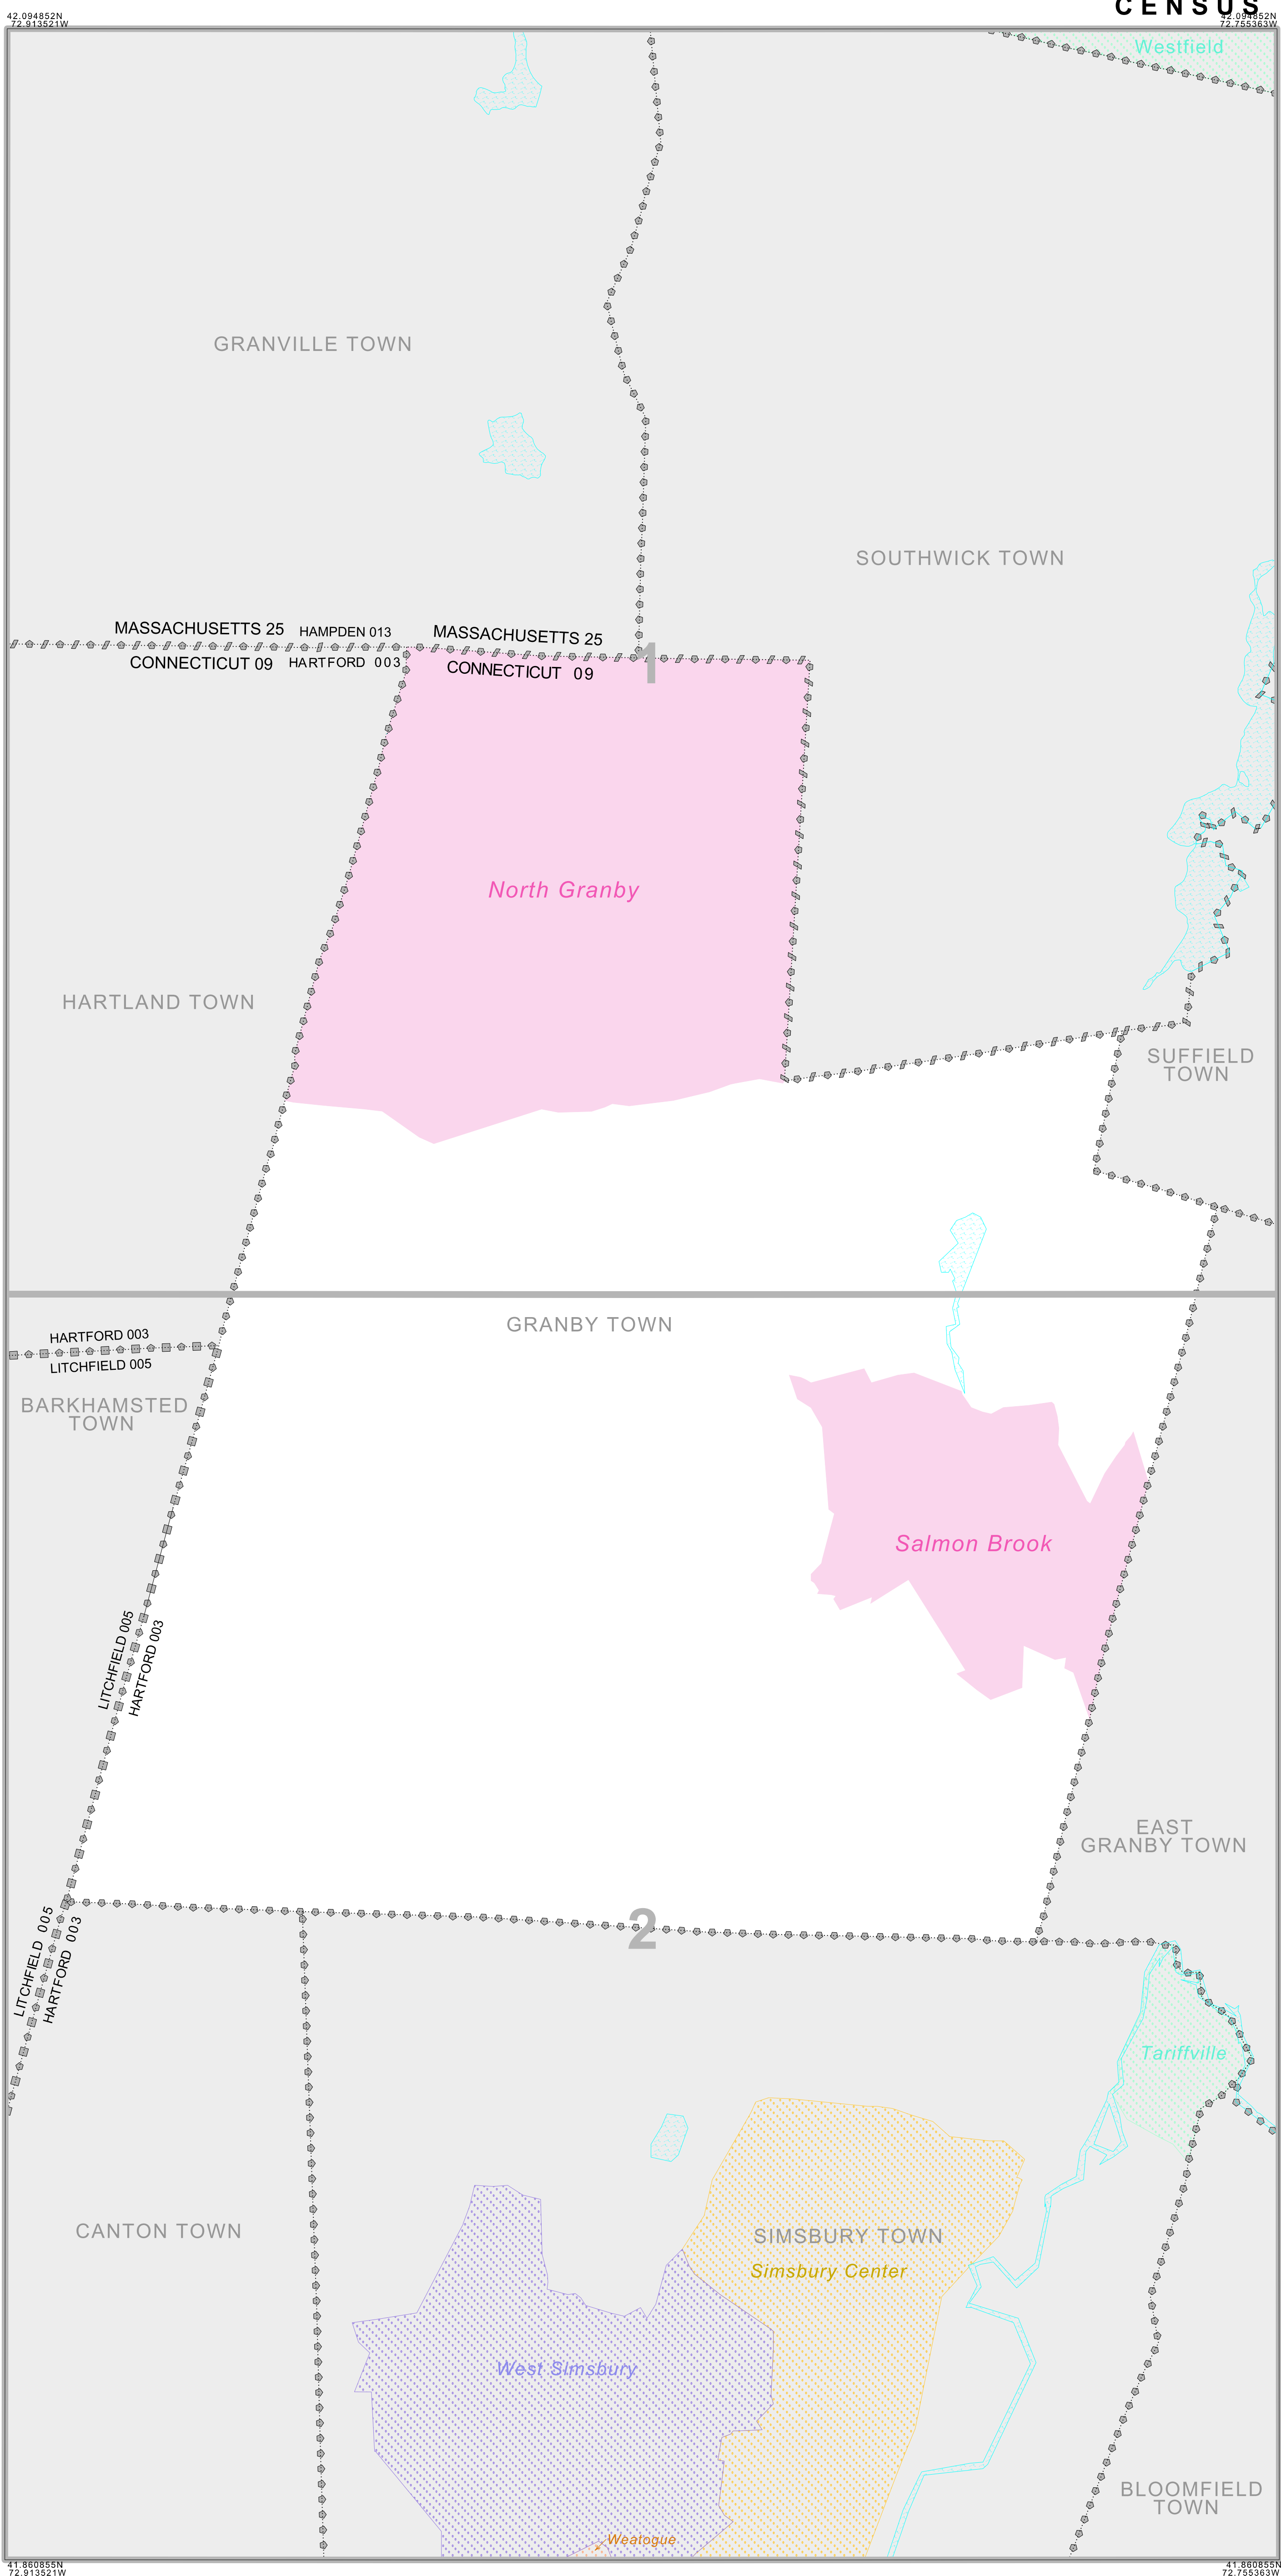 CENSUS
42.094852N
72.913521W
42.094852N
72.755363W
Westfield
GRANVILLE TOWN
SOUTHWICK TOWN
MASSACHUSETTS 25
HAMPDEN 013
MASSACHUSETTS 25
1
CONNECTICUT 09
HARTFORD 003
CONNECTICUT 09
North Granby
HARTLAND TOWN
SUFFIELD
TOWN
GRANBY TOWN
HARTFORD 003
LITCHFIELD 005
BARKHAMSTED
TOWN
Salmon Brook
LITCHFIELD 005
HARTFORD 003
EAST
GRANBY TOWN
LITCHFIELD 005
HARTFORD 003
2
Tariffville
CANTON TOWN
SIMSBURY TOWN
Simsbury Center
West Simsbury
BLOOMFIELD
TOWN
Weatogue
41.860855N
72.913521W
41.860855N
72.755363W